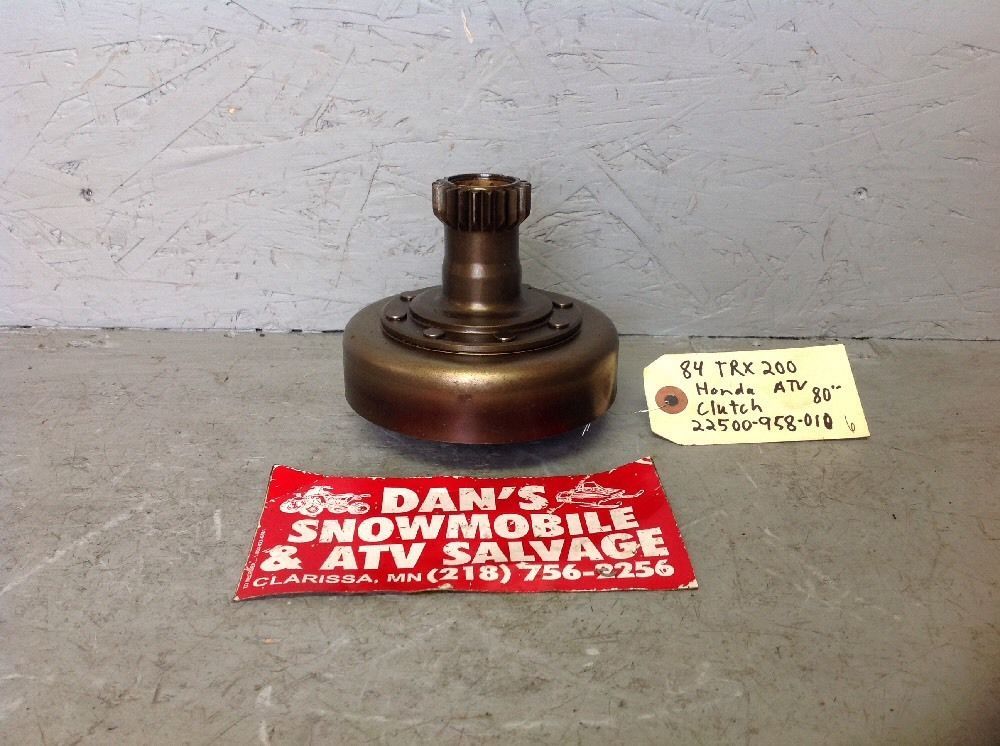 84 TRX 200
Honda ATV 80"
Clutch
22500-958-010 6
DAN'S
SNOWMOBILE
& ATV SALVAGE
CLARISSA, MN (218) 756-2256